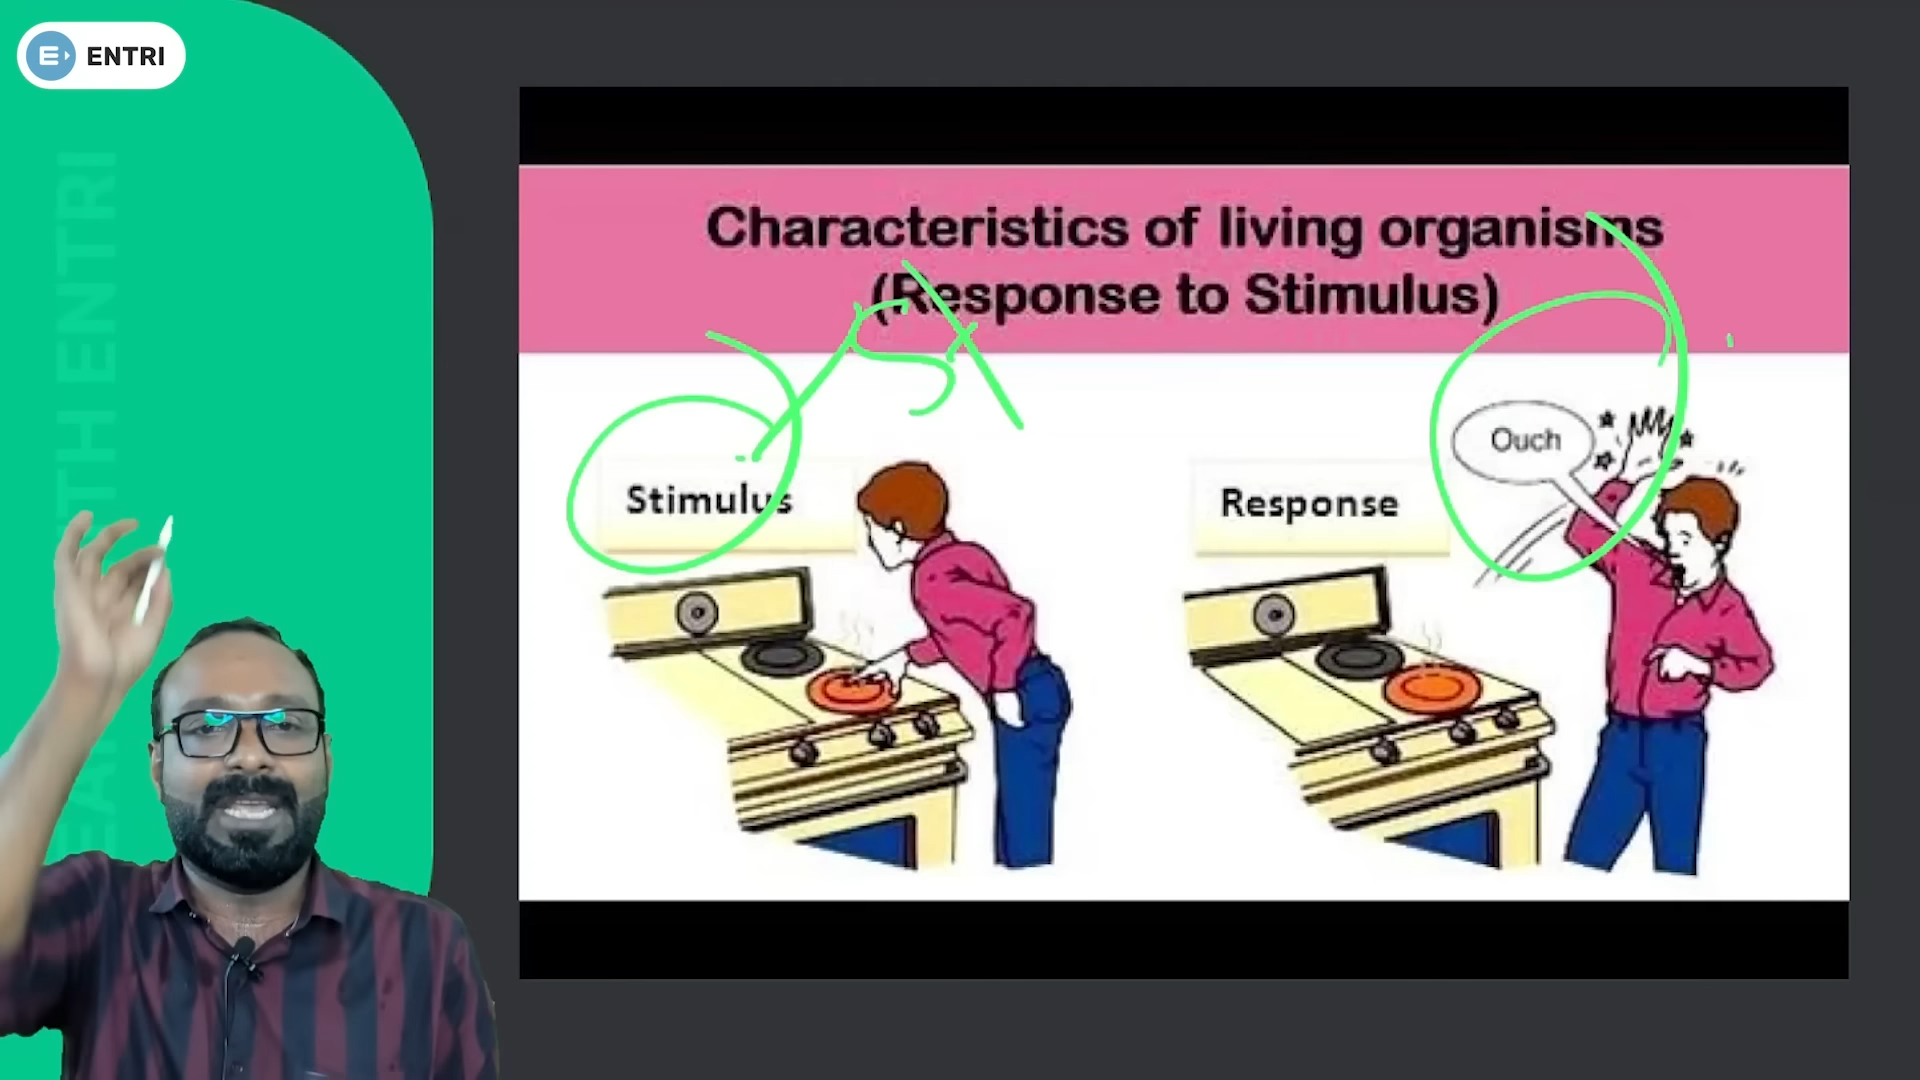 ENTRI
Characteristics of living organisms
(Response to Stimulus)
Stimulus
Response
Ouch